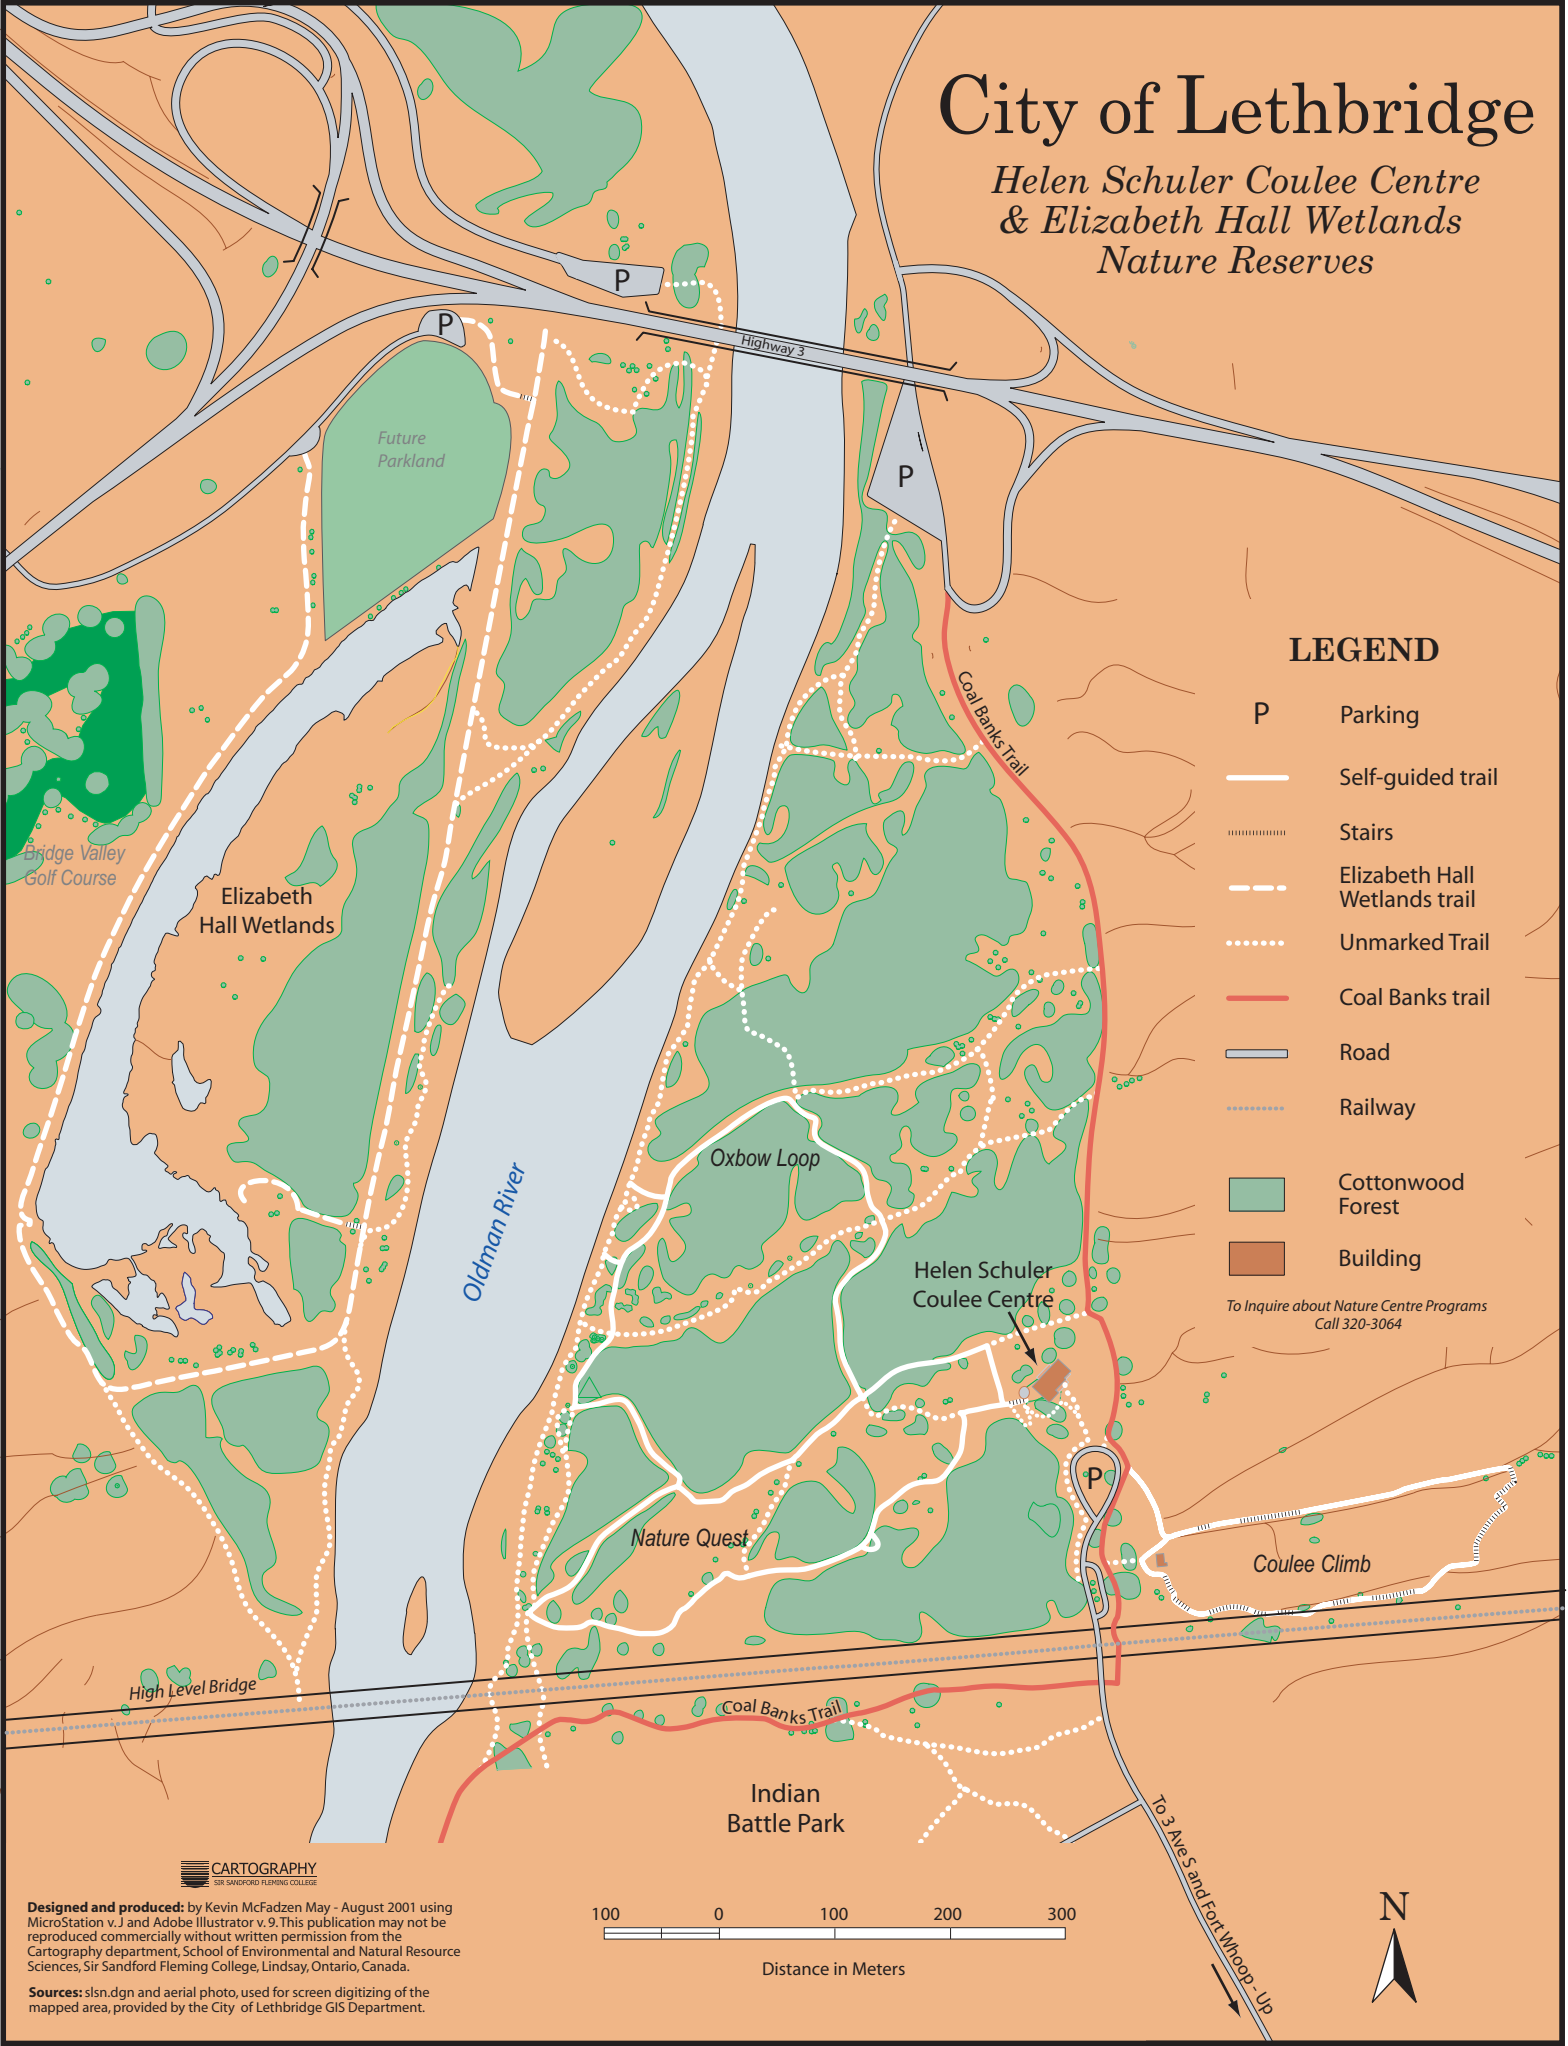 City of Lethbridge
Helen Schuler Coulee Centre
& Elizabeth Hall Wetlands
Nature Reserves
P
P
Highway 3
Future
Parkland
P
LEGEND
P Parking
Self-guided trail
Stairs
Elizabeth Hall
Wetlands trail
Unmarked Trail
Coal Banks trail
Road
Railway
Cottonwood
Forest
Building
To Inquire about Nature Centre Programs
Call 320-3064
Coal Banks Trail
Bridge Valley
Golf Course
Elizabeth
Hall Wetlands
Oxbow Loop
Oldman River
Helen Schuler
Coulee Centre
P
Nature Quest
Coulee Climb
High Level Bridge
Coal Banks Trail
Indian
Battle Park
To 3 Ave S and Fort Whoop - Up
CARTOGRAPHY
SIR SANDFORD FLEMING COLLEGE
Designed and produced: by Kevin McFadzen May - August 2001 using
MicroStation v. J and Adobe Illustrator v. 9. This publication may not be
reproduced commercially without written permission from the
Cartography department, School of Environmental and Natural Resource
Sciences, Sir Sandford Fleming College, Lindsay, Ontario, Canada.
Sources: slsn.dgn and aerial photo, used for screen digitizing of the
mapped area, provided by the City of Lethbridge GIS Department.
100 0 100 200 300
Distance in Meters
N